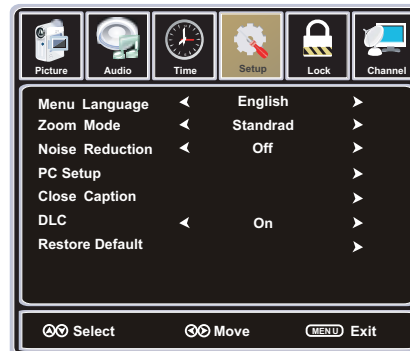 Picture Audio Time Setup Lock Channel
Menu Language English
Zoom Mode Standrad
Noise Reduction Off
PC Setup
Close Caption
DLC On
Restore Default
Select Move MENU Exit